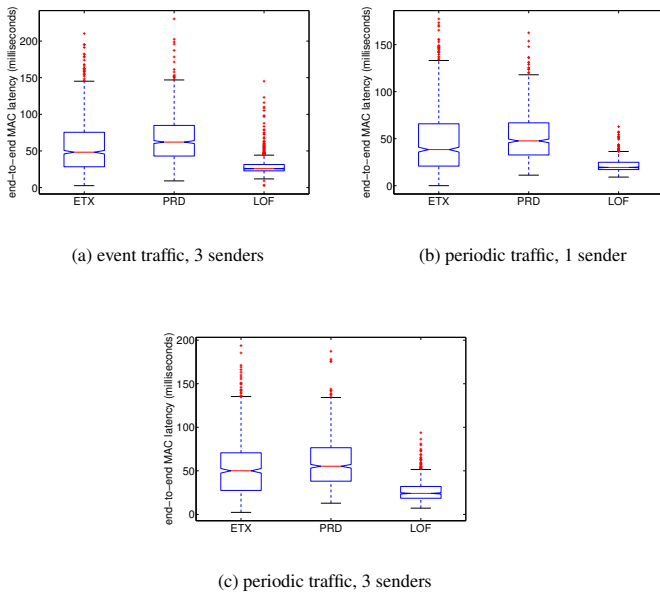 end−to−end MAC latency (milliseconds)
200
150
100
50
0
ETX PRD LOF
(a) event traffic, 3 senders
end−to−end MAC latency (milliseconds)
150
100
50
0
ETX PRD LOF
(b) periodic traffic, 1 sender
end−to−end MAC latency (milliseconds)
200
150
100
50
0
ETX PRD LOF
(c) periodic traffic, 3 senders